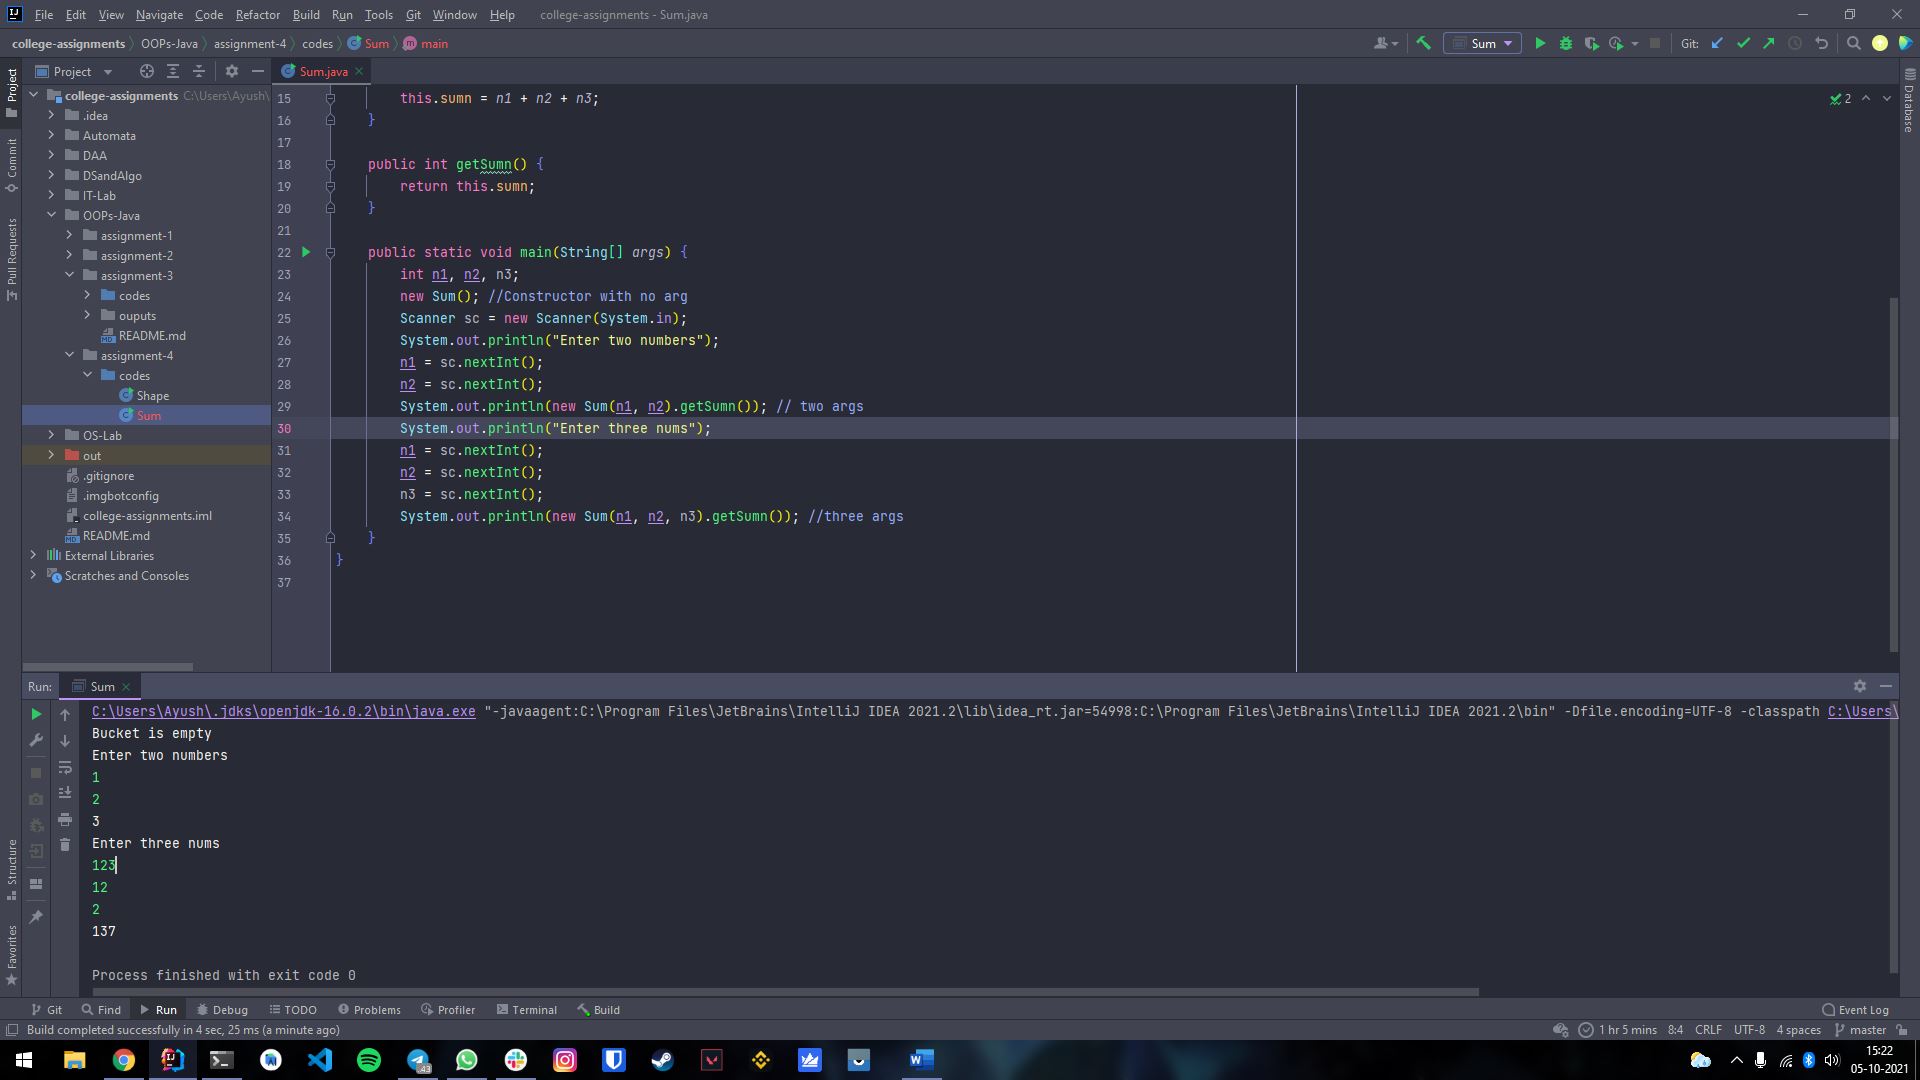 File Edit View Navigate Code Refactor Build Run Tools Git Window Help college-assignments - Sum.java
college-assignments OOPs-Java assignment-4 codes Sum main
Sum
Git:
Project
Sum.java
college-assignments C:\Users\Ayush\
.idea
Automata
DAA
DSandAlgo
IT-Lab
OOPs-Java
assignment-1
assignment-2
assignment-3
codes
ouputs
README.md
assignment-4
codes
Shape
Sum
OS-Lab
out
.gitignore
.imgbotconfig
college-assignments.iml
README.md
External Libraries
Scratches and Consoles
Project
Commit
Pull Requests
Structure
Favorites
Database
2
15 this.sumn = n1 + n2 + n3;
16 }
17
18 public int getSumn() {
19 return this.sumn;
20 }
21
22 public static void main(String[] args) {
23 int n1, n2, n3;
24 new Sum(); //Constructor with no arg
25 Scanner sc = new Scanner(System.in);
26 System.out.println("Enter two numbers");
27 n1 = sc.nextInt();
28 n2 = sc.nextInt();
29 System.out.println(new Sum(n1, n2).getSumn()); // two args
30 System.out.println("Enter three nums");
31 n1 = sc.nextInt();
32 n2 = sc.nextInt();
33 n3 = sc.nextInt();
34 System.out.println(new Sum(n1, n2, n3).getSumn()); //three args
35 }
36 }
37
Run: Sum
C:\Users\Ayush\.jdks\openjdk-16.0.2\bin\java.exe "-javaagent:C:\Program Files\JetBrains\IntelliJ IDEA 2021.2\lib\idea_rt.jar=54998:C:\Program Files\JetBrains\IntelliJ IDEA 2021.2\bin" -Dfile.encoding=UTF-8 -classpath C:\Users\
Bucket is empty
Enter two numbers
1
2
3
Enter three nums
123
12
2
137
Process finished with exit code 0
Git Find Run Debug TODO Problems Profiler Terminal Build Event Log
Build completed successfully in 4 sec, 25 ms (a minute ago) 1 hr 5 mins 8:4 CRLF UTF-8 4 spaces master
43
15:22
05-10-2021